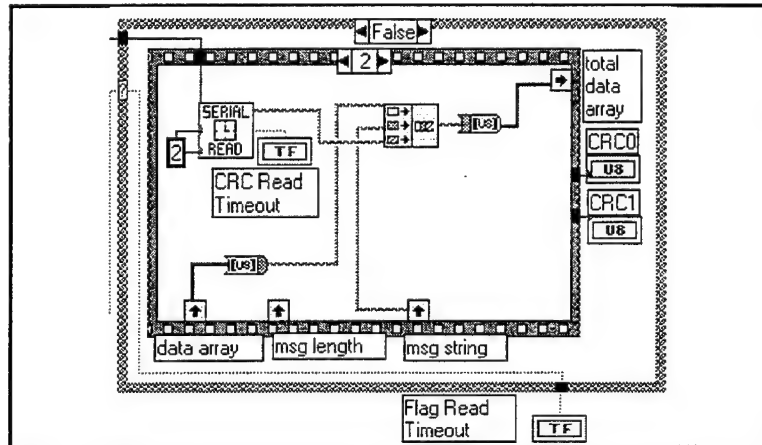 False
2
total
data
array
SERIAL
READ
2
TF
CRC Read
Timeout
[U8]
CRC0
U8
CRC1
U8
[U8]
data array
msg length
msg string
Flag Read
Timeout
TF